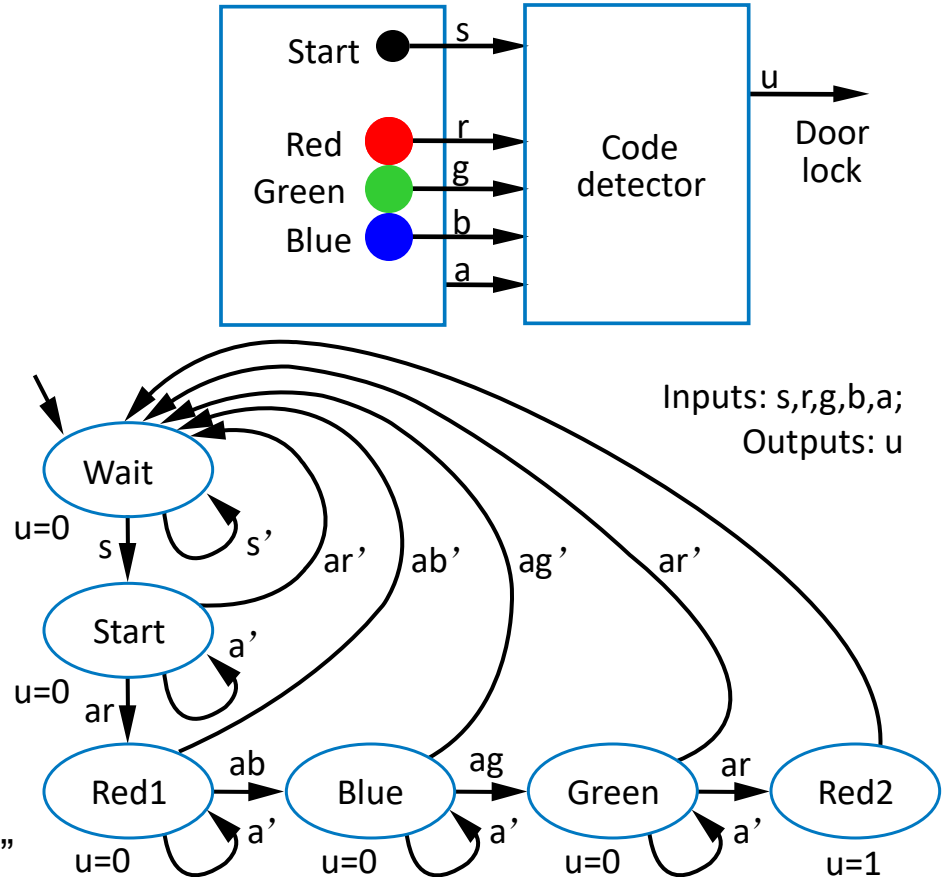 Start
s
u
Red
r
Door
lock
Code
detector
Green
g
Blue
b
a
Inputs: s,r,g,b,a;
Outputs: u
Wait
u=0
s
s’
ar’
ab’
ag’
ar’
Start
a’
u=0
ar
Red1
ab
Blue
ag
Green
ar
Red2
a’
a’
a’
”
u=0
u=0
u=0
u=1